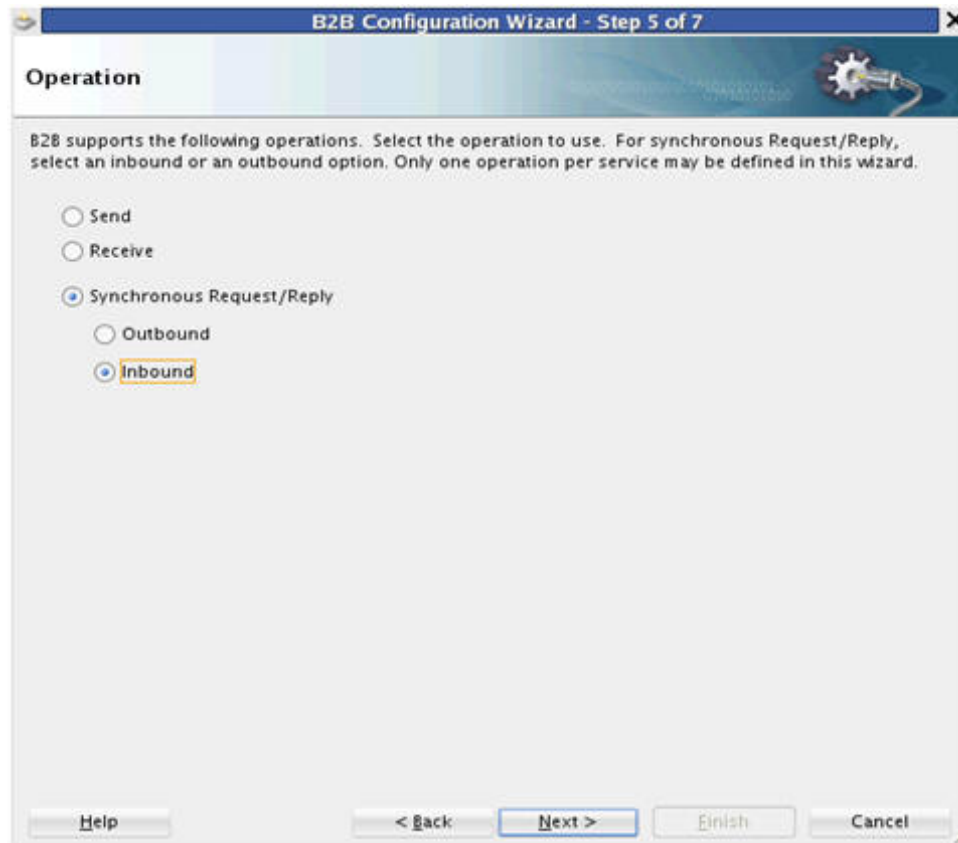 B2B Configuration Wizard - Step 5 of 7
Operation
B2B supports the following operations. Select the operation to use. For synchronous Request/Reply,
select an inbound or an outbound option. Only one operation per service may be defined in this wizard.
Send
Receive
Synchronous Request/Reply
Outbound
Inbound
Help
< Back
Next >
Finish
Cancel